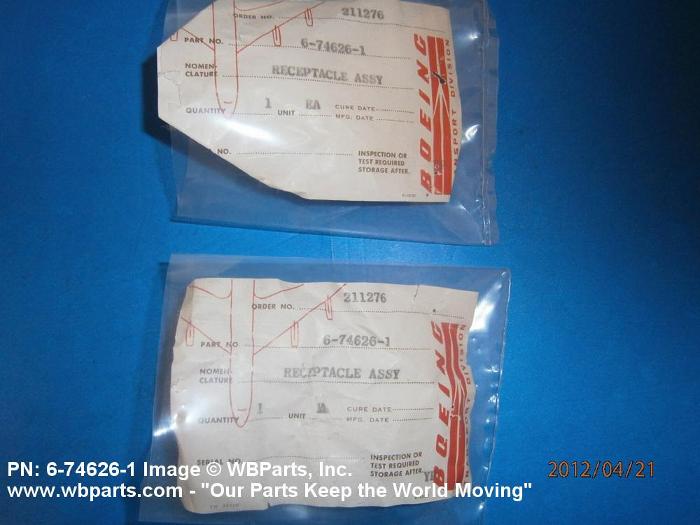 ORDER NO. 211276
PART NO. 6-74626-1
NOMEN-
CLATURE RECEPTACLE ASSY
QUANTITY 1 UNIT EA CURE DATE
MFG. DATE
NO. INSPECTION OR
TEST REQUIRED
STORAGE AFTER
BOEING
TRANSPORT DIVISION
ORDER NO. 211276
PART NO. 6-74626-1
NOMEN-
CLATURE RECEPTACLE ASSY
QUANTITY 1 UNIT CURE DATE
MFG. DATE
SERIAL NO. INSPECTION OR
TEST REQUIRED
STORAGE AFTER
BOEING
DIVISION
2012/04/21
PN: 6-74626-1 Image © WBParts, Inc.
www.wbparts.com - "Our Parts Keep the World Moving"